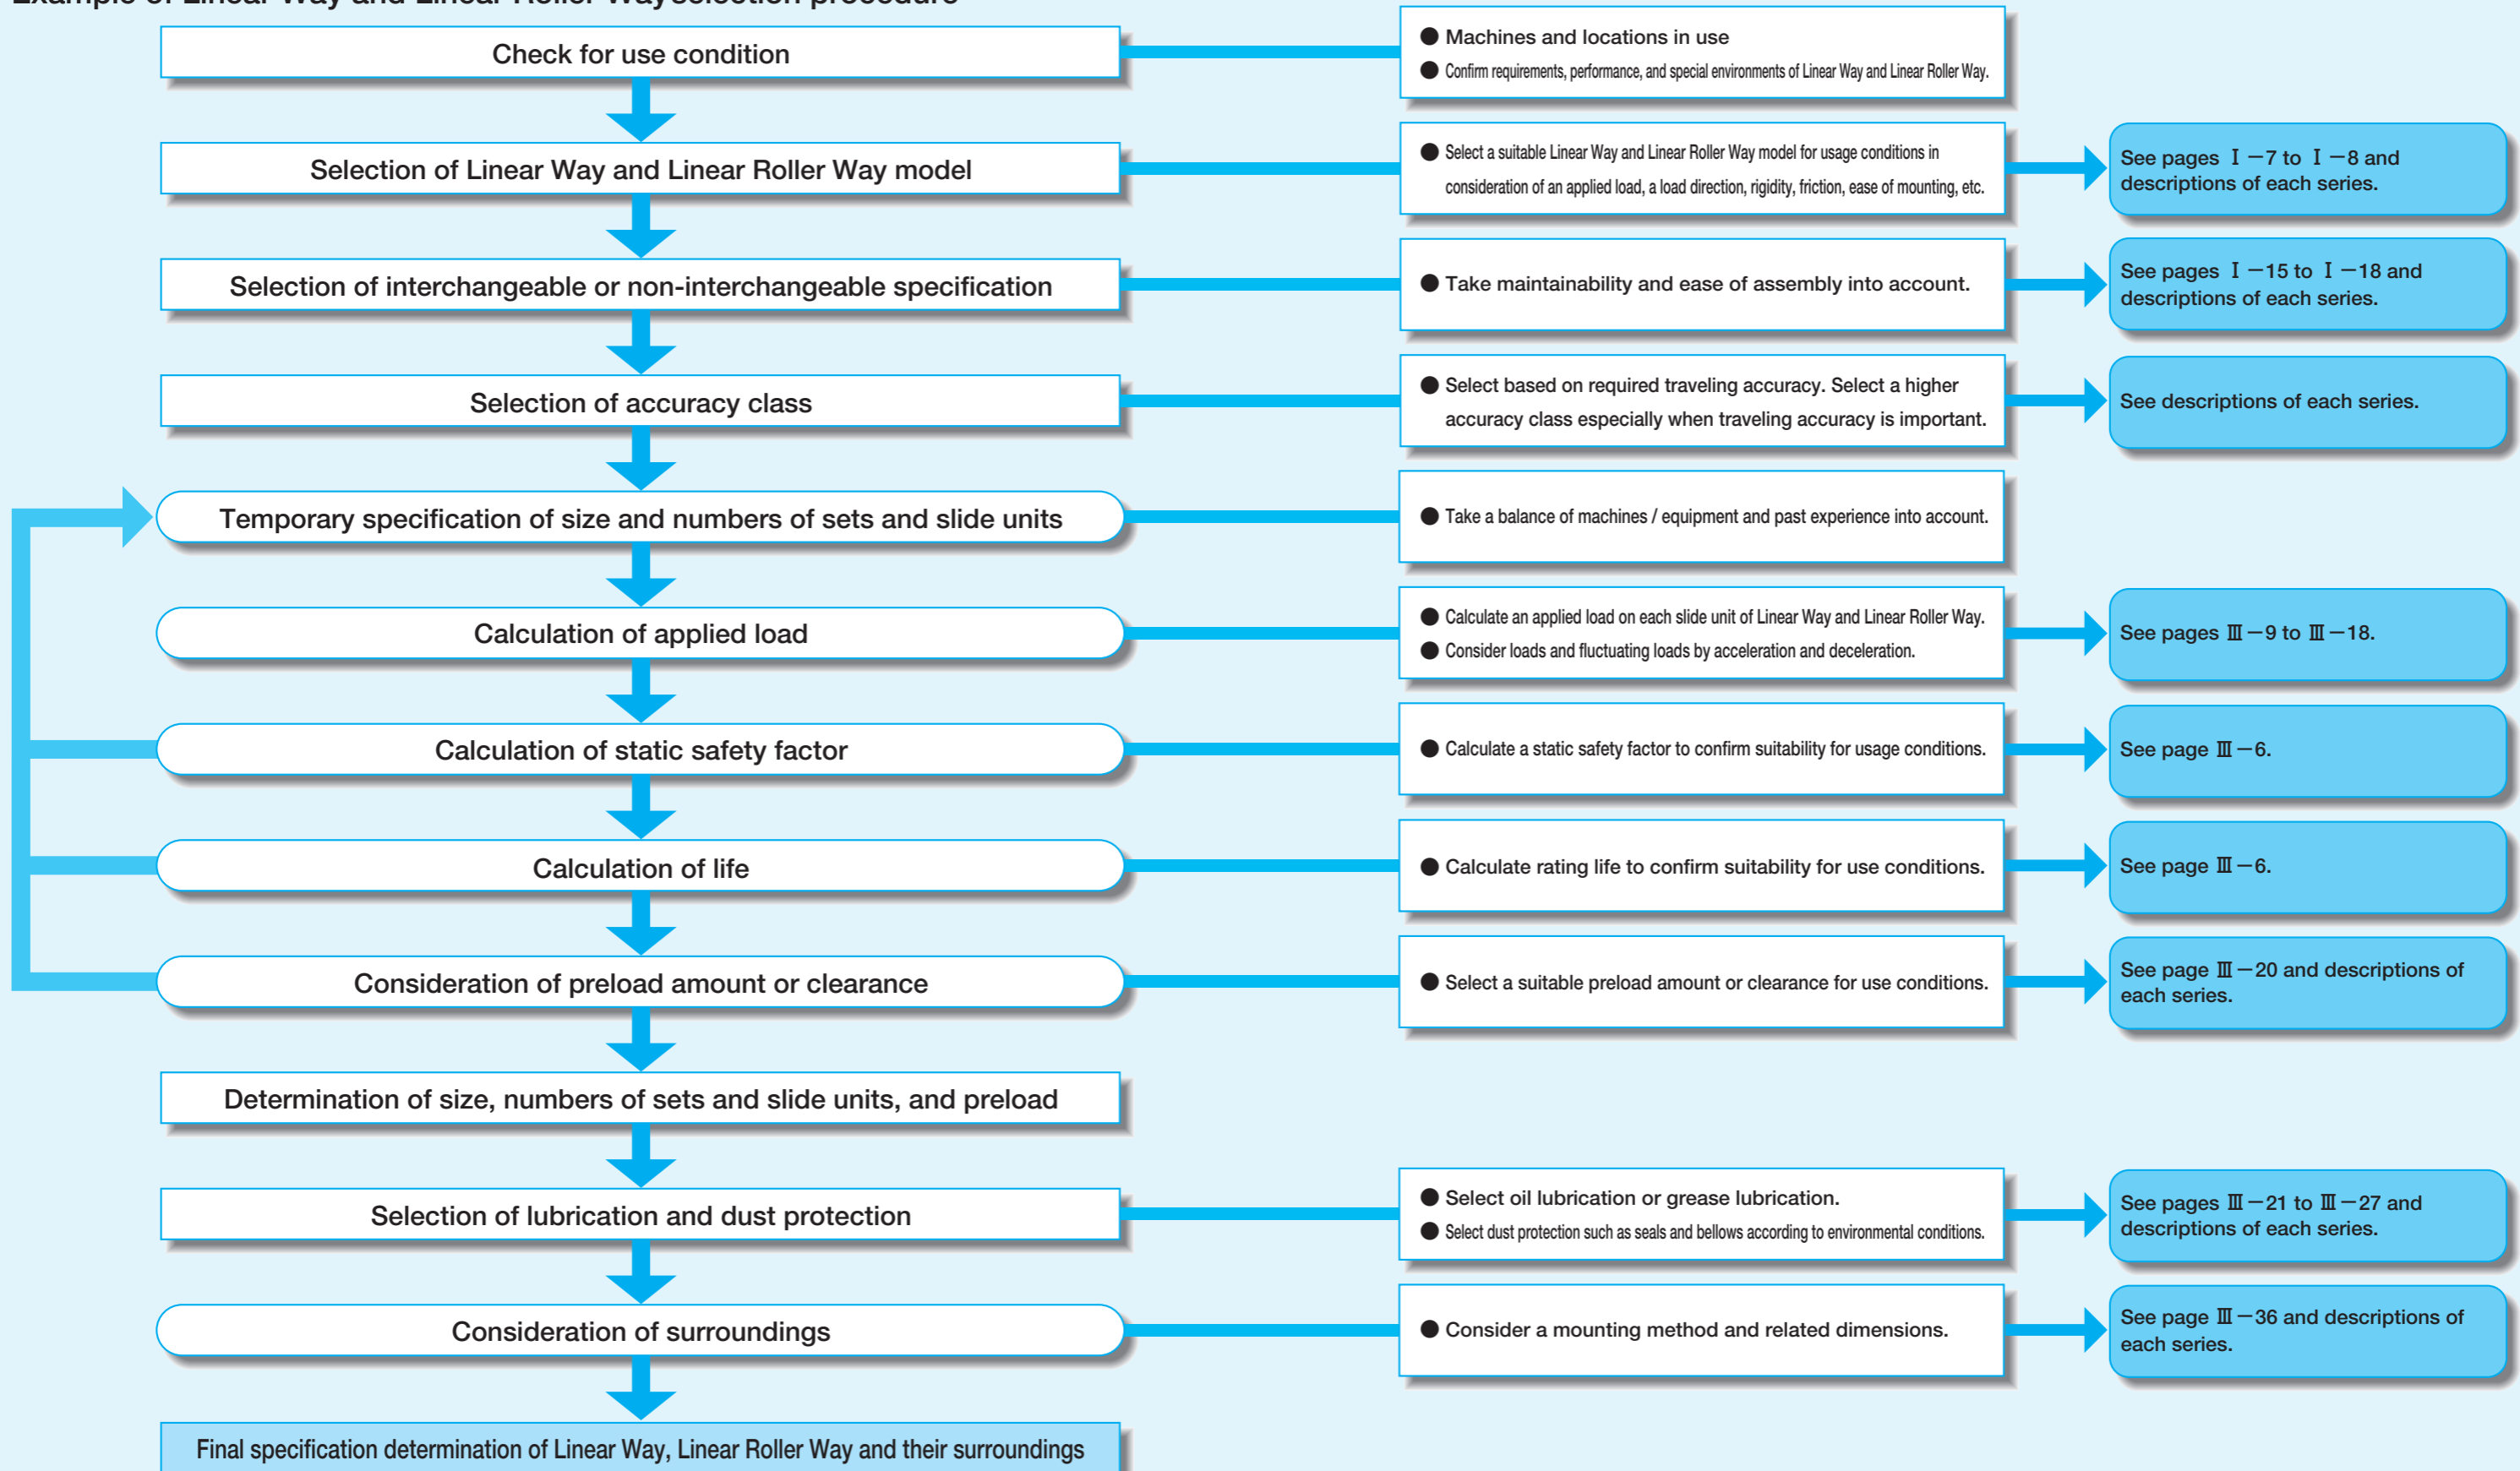 Example of Linear Way and Linear Roller Way selection procedure
Check for use condition
● Machines and locations in use
● Confirm requirements, performance, and special environments of Linear Way and Linear Roller Way.
Selection of Linear Way and Linear Roller Way model
● Select a suitable Linear Way and Linear Roller Way model for usage conditions in
consideration of an applied load, a load direction, rigidity, friction, ease of mounting, etc.
See pages Ⅰ－7 to Ⅰ－8 and
descriptions of each series.
Selection of interchangeable or non-interchangeable specification
● Take maintainability and ease of assembly into account.
See pages Ⅰ－15 to Ⅰ－18 and
descriptions of each series.
Selection of accuracy class
● Select based on required traveling accuracy. Select a higher
accuracy class especially when traveling accuracy is important.
See descriptions of each series.
Temporary specification of size and numbers of sets and slide units
● Take a balance of machines / equipment and past experience into account.
Calculation of applied load
● Calculate an applied load on each slide unit of Linear Way and Linear Roller Way.
● Consider loads and fluctuating loads by acceleration and deceleration.
See pages Ⅲ－9 to Ⅲ－18.
Calculation of static safety factor
● Calculate a static safety factor to confirm suitability for usage conditions.
See page Ⅲ－6.
Calculation of life
● Calculate rating life to confirm suitability for use conditions.
See page Ⅲ－6.
Consideration of preload amount or clearance
● Select a suitable preload amount or clearance for use conditions.
See page Ⅲ－20 and descriptions of
each series.
Determination of size, numbers of sets and slide units, and preload
Selection of lubrication and dust protection
● Select oil lubrication or grease lubrication.
● Select dust protection such as seals and bellows according to environmental conditions.
See pages Ⅲ－21 to Ⅲ－27 and
descriptions of each series.
Consideration of surroundings
● Consider a mounting method and related dimensions.
See page Ⅲ－36 and descriptions of
each series.
Final specification determination of Linear Way, Linear Roller Way and their surroundings